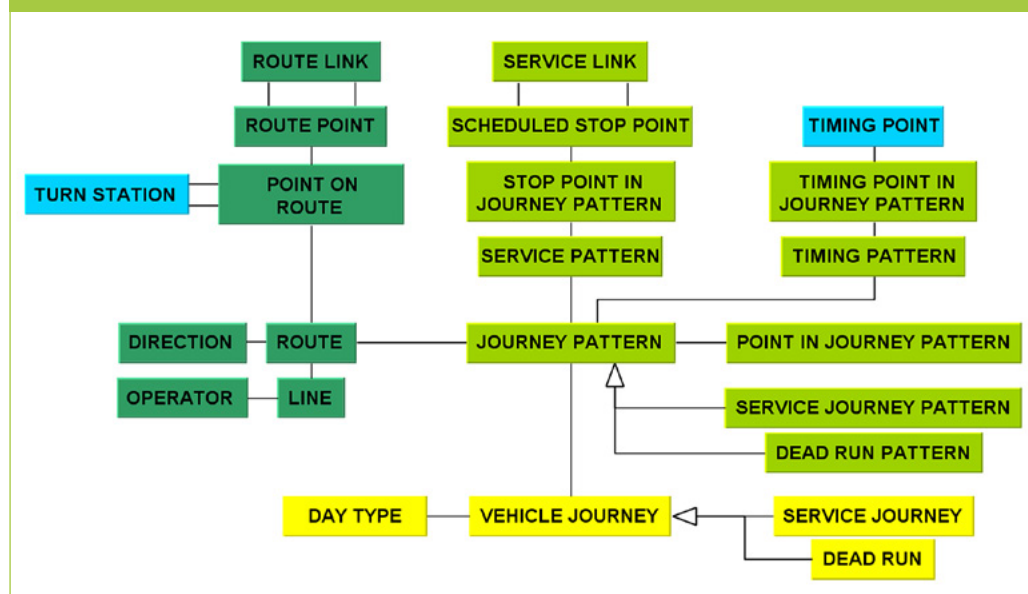 ROUTE LINK
SERVICE LINK
ROUTE POINT
SCHEDULED STOP POINT
TIMING POINT
TURN STATION
POINT ON
ROUTE
STOP POINT IN
JOURNEY PATTERN
TIMING POINT IN
JOURNEY PATTERN
SERVICE PATTERN
TIMING PATTERN
DIRECTION
ROUTE
JOURNEY PATTERN
POINT IN JOURNEY PATTERN
OPERATOR
LINE
SERVICE JOURNEY PATTERN
DEAD RUN PATTERN
DAY TYPE
VEHICLE JOURNEY
SERVICE JOURNEY
DEAD RUN